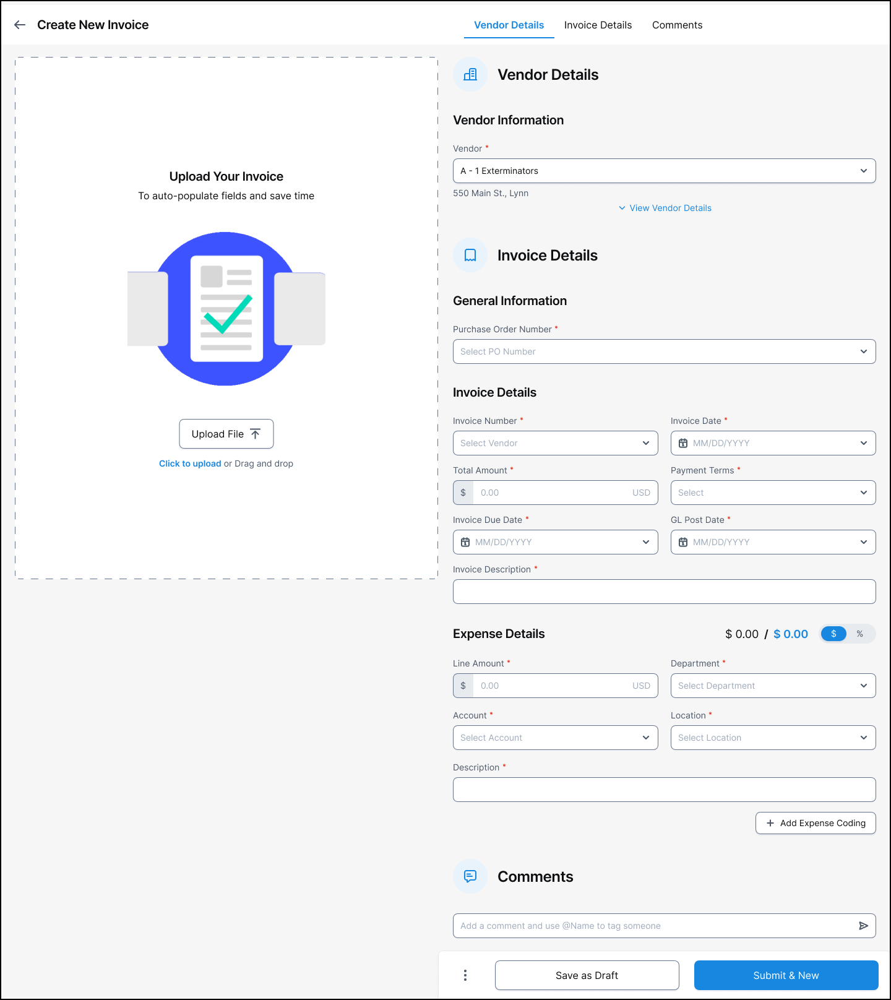 Create New Invoice
Vendor Details
Invoice Details
Comments
Upload Your Invoice
To auto-populate fields and save time
Upload File
Click to upload or Drag and drop
Vendor Details
Vendor Information
Vendor *
A - 1 Exterminators
550 Main St., Lynn
View Vendor Details
Invoice Details
General Information
Purchase Order Number *
Select PO Number
Invoice Details
Invoice Number *
Invoice Date *
Select Vendor
MM/DD/YYYY
Total Amount *
Payment Terms *
$ 0.00 USD
Select
Invoice Due Date *
GL Post Date *
MM/DD/YYYY
MM/DD/YYYY
Invoice Description *
Expense Details
$ 0.00 / $ 0.00
$ %
Line Amount *
Department *
$ 0.00 USD
Select Department
Account *
Location *
Select Account
Select Location
Description *
+ Add Expense Coding
Comments
Add a comment and use @Name to tag someone
Save as Draft
Submit & New